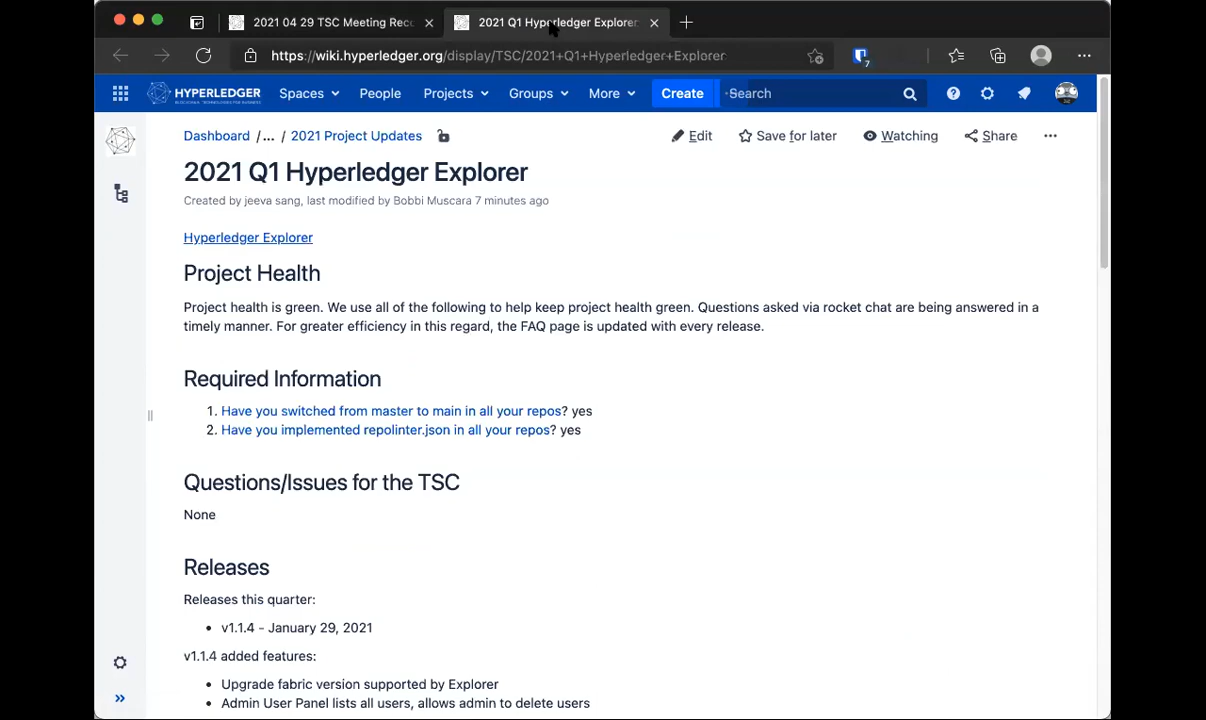 2021 04 29 TSC Meeting Rec
2021 Q1 Hyperledger Explorer
https://wiki.hyperledger.org/display/TSC/2021+Q1+Hyperledger+Explorer
7
HYPERLEDGER
BLOCKCHAIN TECHNOLOGIES FOR BUSINESS
Spaces
People
Projects
Groups
More
Create
Search
Dashboard /... / 2021 Project Updates
Edit
Save for later
Watching
Share
2021 Q1 Hyperledger Explorer
Created by jeeva sang, last modified by Bobbi Muscara 7 minutes ago
Hyperledger Explorer
Project Health
Project health is green. We use all of the following to help keep project health green. Questions asked via rocket chat are being answered in a
timely manner. For greater efficiency in this regard, the FAQ page is updated with every release.
Required Information
1. Have you switched from master to main in all your repos? yes
2. Have you implemented repolinter.json in all your repos? yes
Questions/Issues for the TSC
None
Releases
Releases this quarter:
• v1.1.4 - January 29, 2021
v1.1.4 added features:
• Upgrade fabric version supported by Explorer
• Admin User Panel lists all users, allows admin to delete users